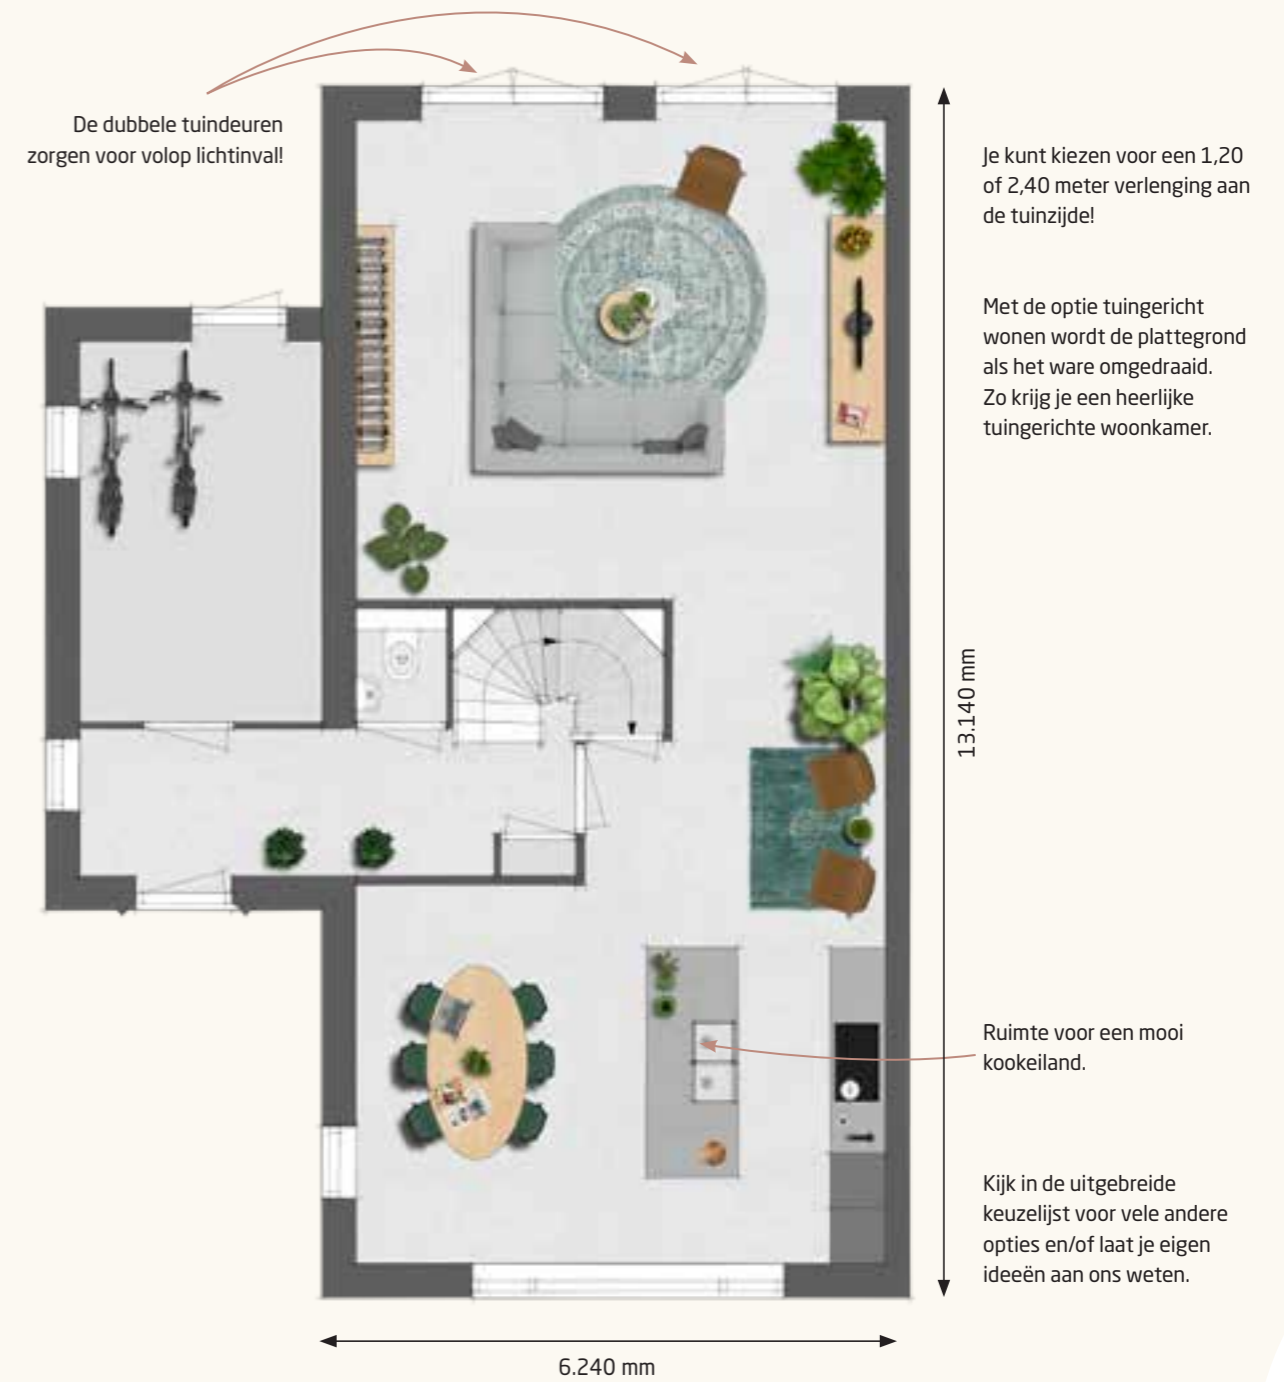 De dubbele tuindeuren
zorgen voor volop lichtinval!
Je kunt kiezen voor een 1,20
of 2,40 meter verlenging aan
de tuinzijde!
Met de optie tuingericht
wonen wordt de plattegrond
als het ware omgedraaid.
Zo krijg je een heerlijke
tuingerichte woonkamer.
13.140 mm
Ruimte voor een mooi
kookeiland.
Kijk in de uitgebreide
keuzelijst voor vele andere
opties en/of laat je eigen
ideeën aan ons weten.
6.240 mm